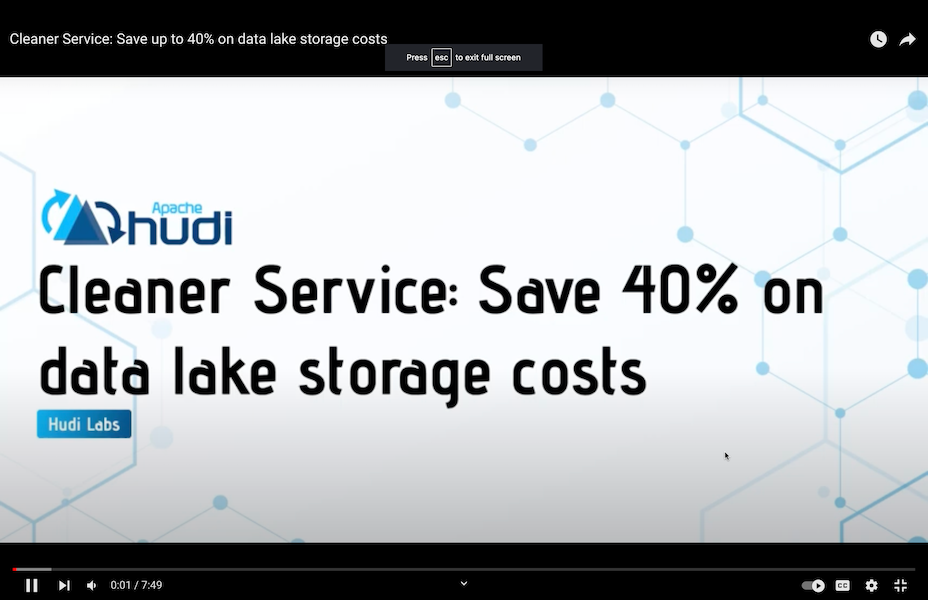 Cleaner Service: Save up to 40% on data lake storage costs
Press esc to exit full screen
Apache
hudi
Cleaner Service: Save 40% on
data lake storage costs
Hudi Labs
0:01 / 7:49
CC